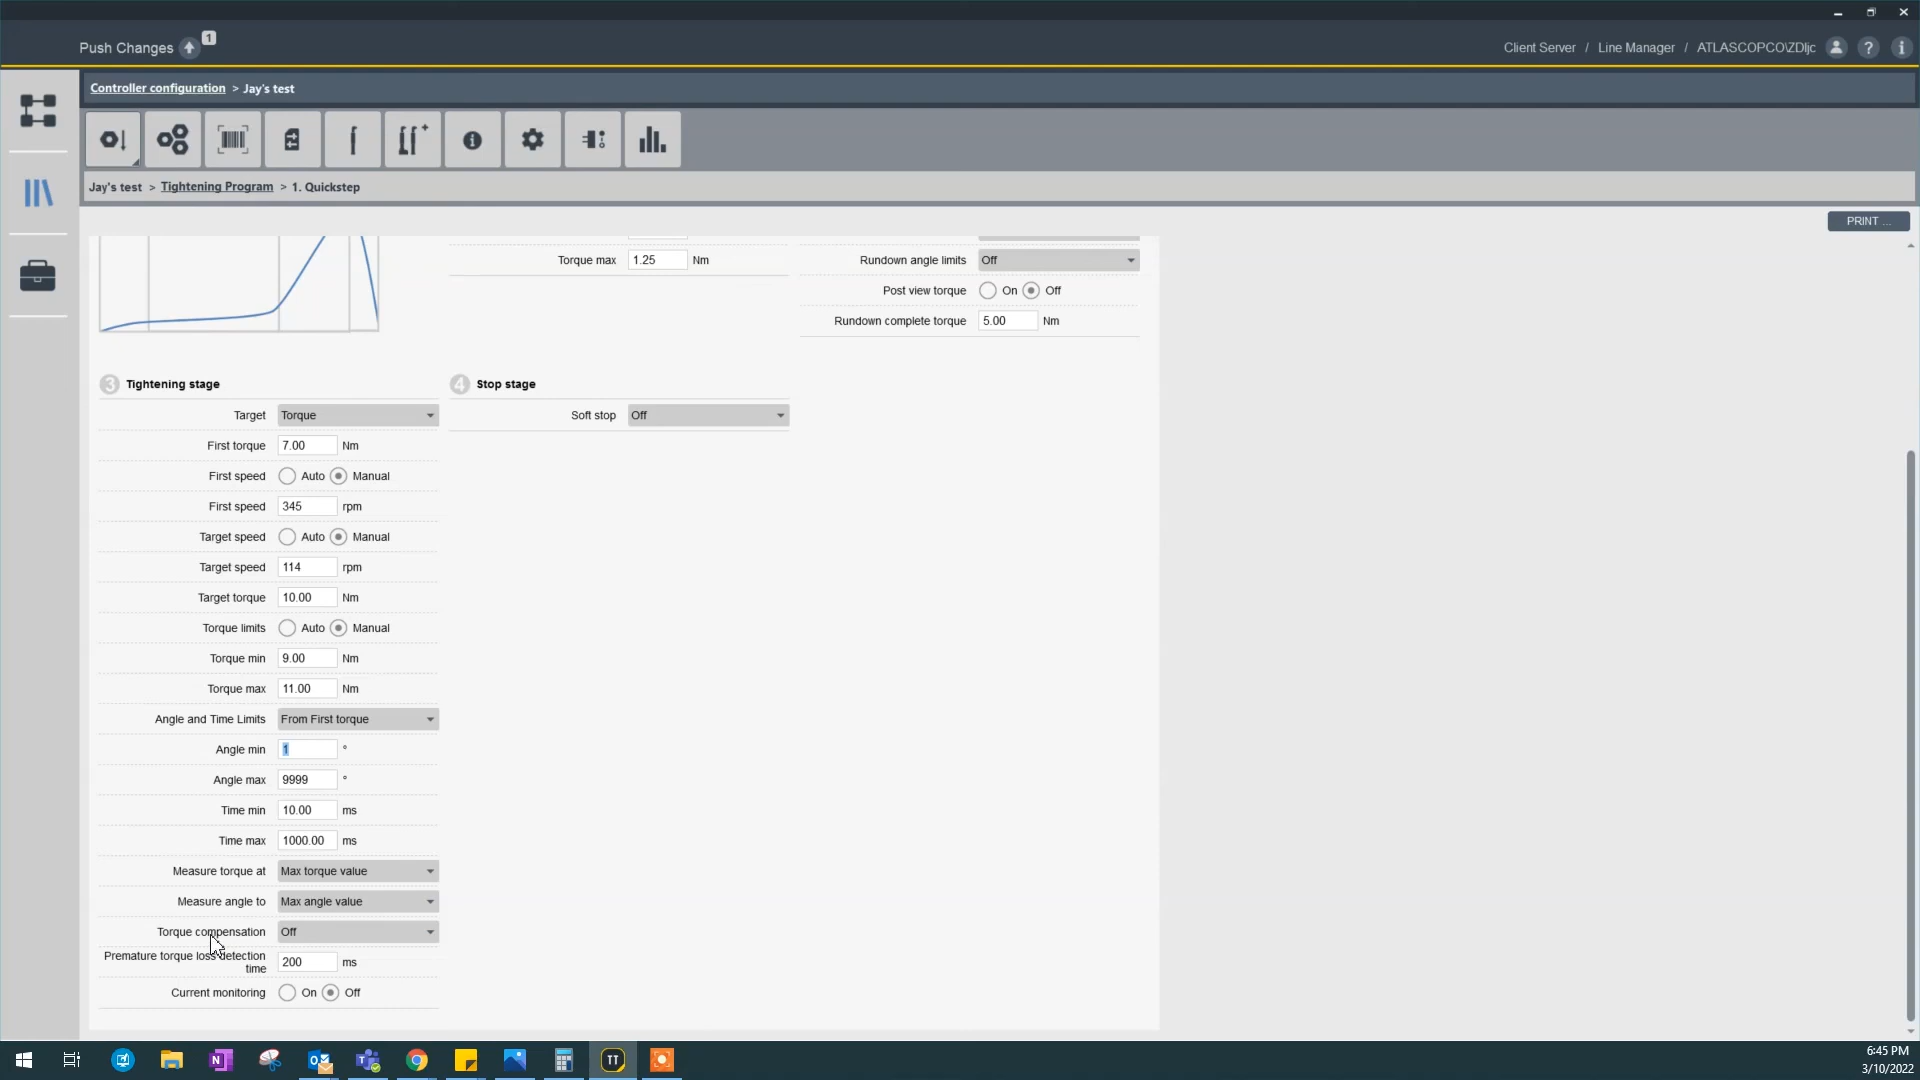 Push Changes 1
Client Server / Line Manager / ATLASCOPCO\ZDljc ? i
Controller configuration > Jay's test
Jay's test > Tightening Program > 1. Quickstep
PRINT ...
Torque max 1.25 Nm
Rundown angle limits Off
Post view torque On Off
Rundown complete torque 5.00 Nm
3 Tightening stage
Target Torque
First torque 7.00 Nm
First speed Auto Manual
First speed 345 rpm
Target speed Auto Manual
Target speed 114 rpm
Target torque 10.00 Nm
Torque limits Auto Manual
Torque min 9.00 Nm
Torque max 11.00 Nm
Angle and Time Limits From First torque
Angle min 1 °
Angle max 9999 °
Time min 10.00 ms
Time max 1000.00 ms
Measure torque at Max torque value
Measure angle to Max angle value
Torque compensation Off
Premature torque loss detection
time 200 ms
Current monitoring On Off
4 Stop stage
Soft stop Off
6:45 PM
3/10/2022